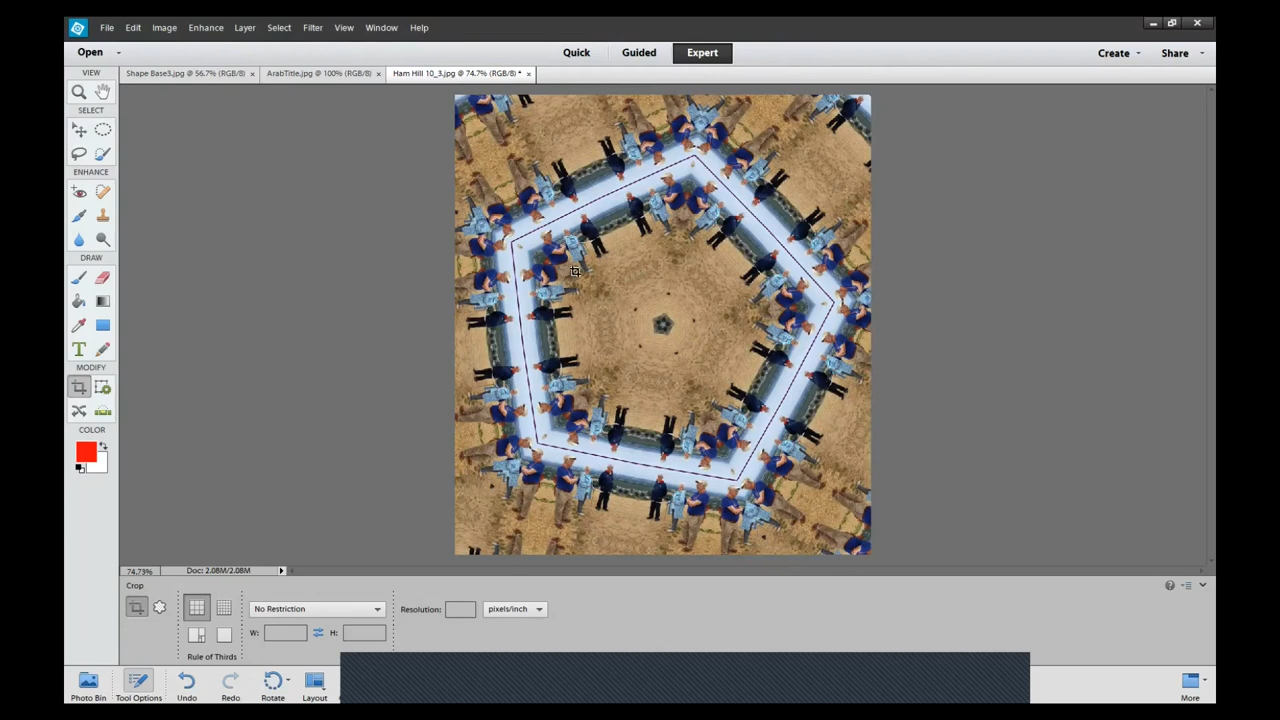 File Edit Image Enhance Layer Select Filter View Window Help
Open Quick Guided Expert Create Share
VIEW Shape Base3.jpg @ 56.7% (RGB/8) × ArabTitle.jpg @ 100% (RGB/8) × Ham Hill 10_3.jpg @ 74.7% (RGB/8) * ×
SELECT
ENHANCE
DRAW
T
MODIFY
COLOR
74.73% Doc: 2.08M/2.08M
Crop
No Restriction Resolution: pixels/inch
W: H:
Rule of Thirds
Photo Bin Tool Options Undo Redo Rotate Layout More